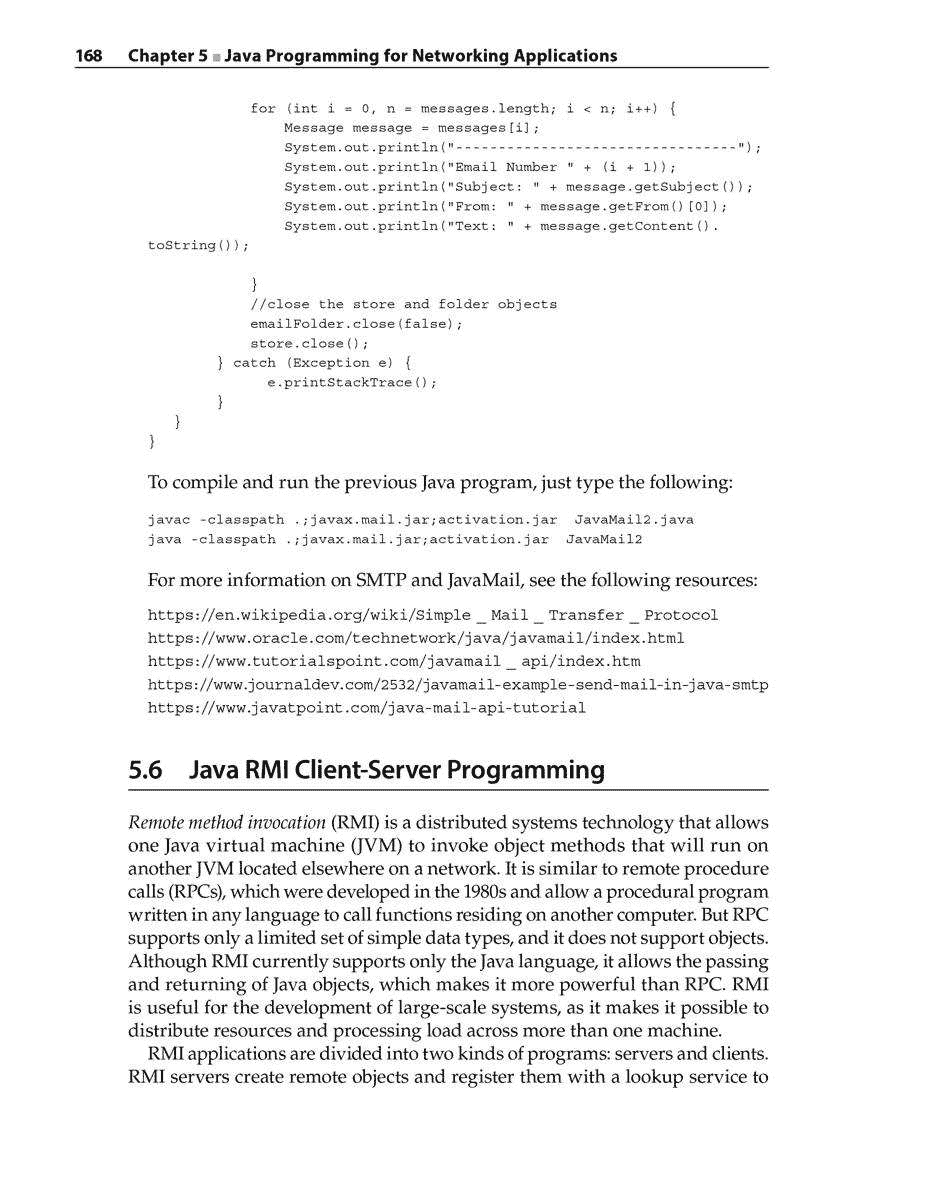 168 Chapter 5 ■ Java Programming for Networking Applications
for (int i = 0, n = messages.length; i < n; i++) {
Message message = messages[i];
System.out.println("---------------------------------");
System.out.println("Email Number " + (i + 1));
System.out.println("Subject: " + message.getSubject());
System.out.println("From: " + message.getFrom()[0]);
System.out.println("Text: " + message.getContent().
toString());
}
//close the store and folder objects
emailFolder.close(false);
store.close();
} catch (Exception e) {
e.printStackTrace();
}
}
}
To compile and run the previous Java program, just type the following:
javac -classpath .;javax.mail.jar;activation.jar JavaMail2.java
java -classpath .;javax.mail.jar;activation.jar JavaMail2
For more information on SMTP and JavaMail, see the following resources:
https://en.wikipedia.org/wiki/Simple _ Mail _ Transfer _ Protocol
https://www.oracle.com/technetwork/java/javamail/index.html
https://www.tutorialspoint.com/javamail _ api/index.htm
https://www.journaldev.com/2532/javamail-example-send-mail-in-java-smtp
https://www.javatpoint.com/java-mail-api-tutorial
5.6 Java RMI Client-Server Programming
Remote method invocation (RMI) is a distributed systems technology that allows
one Java virtual machine (JVM) to invoke object methods that will run on
another JVM located elsewhere on a network. It is similar to remote procedure
calls (RPCs), which were developed in the 1980s and allow a procedural program
written in any language to call functions residing on another computer. But RPC
supports only a limited set of simple data types, and it does not support objects.
Although RMI currently supports only the Java language, it allows the passing
and returning of Java objects, which makes it more powerful than RPC. RMI
is useful for the development of large-scale systems, as it makes it possible to
distribute resources and processing load across more than one machine.
RMI applications are divided into two kinds of programs: servers and clients.
RMI servers create remote objects and register them with a lookup service to